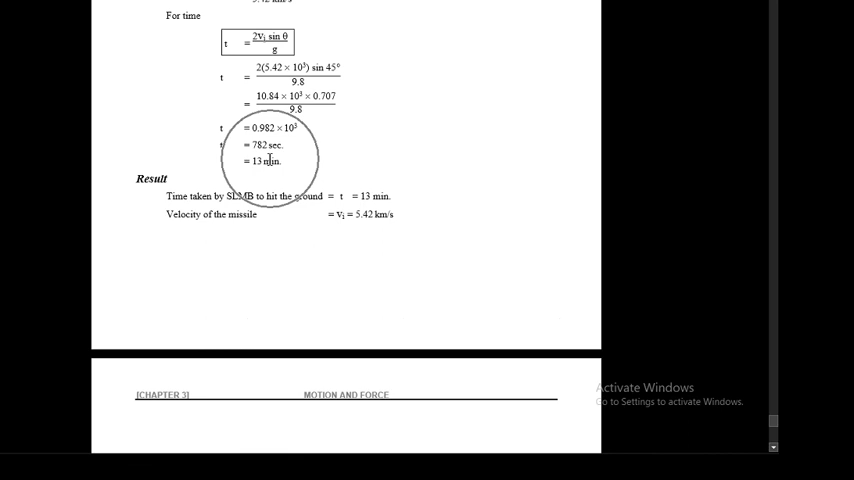 For time
t = 2vᵢ sin θ / g
t = 2(5.42 × 10³) sin 45° / 9.8
= 10.84 × 10³ × 0.707 / 9.8
t = 0.982 × 10³
t = 782 sec.
= 13 min.
Result
Time taken by SLMB to hit the ground = t = 13 min.
Velocity of the missile = vᵢ = 5.42 km/s
Activate Windows
Go to Settings to activate Windows.
[CHAPTER 3] MOTION AND FORCE